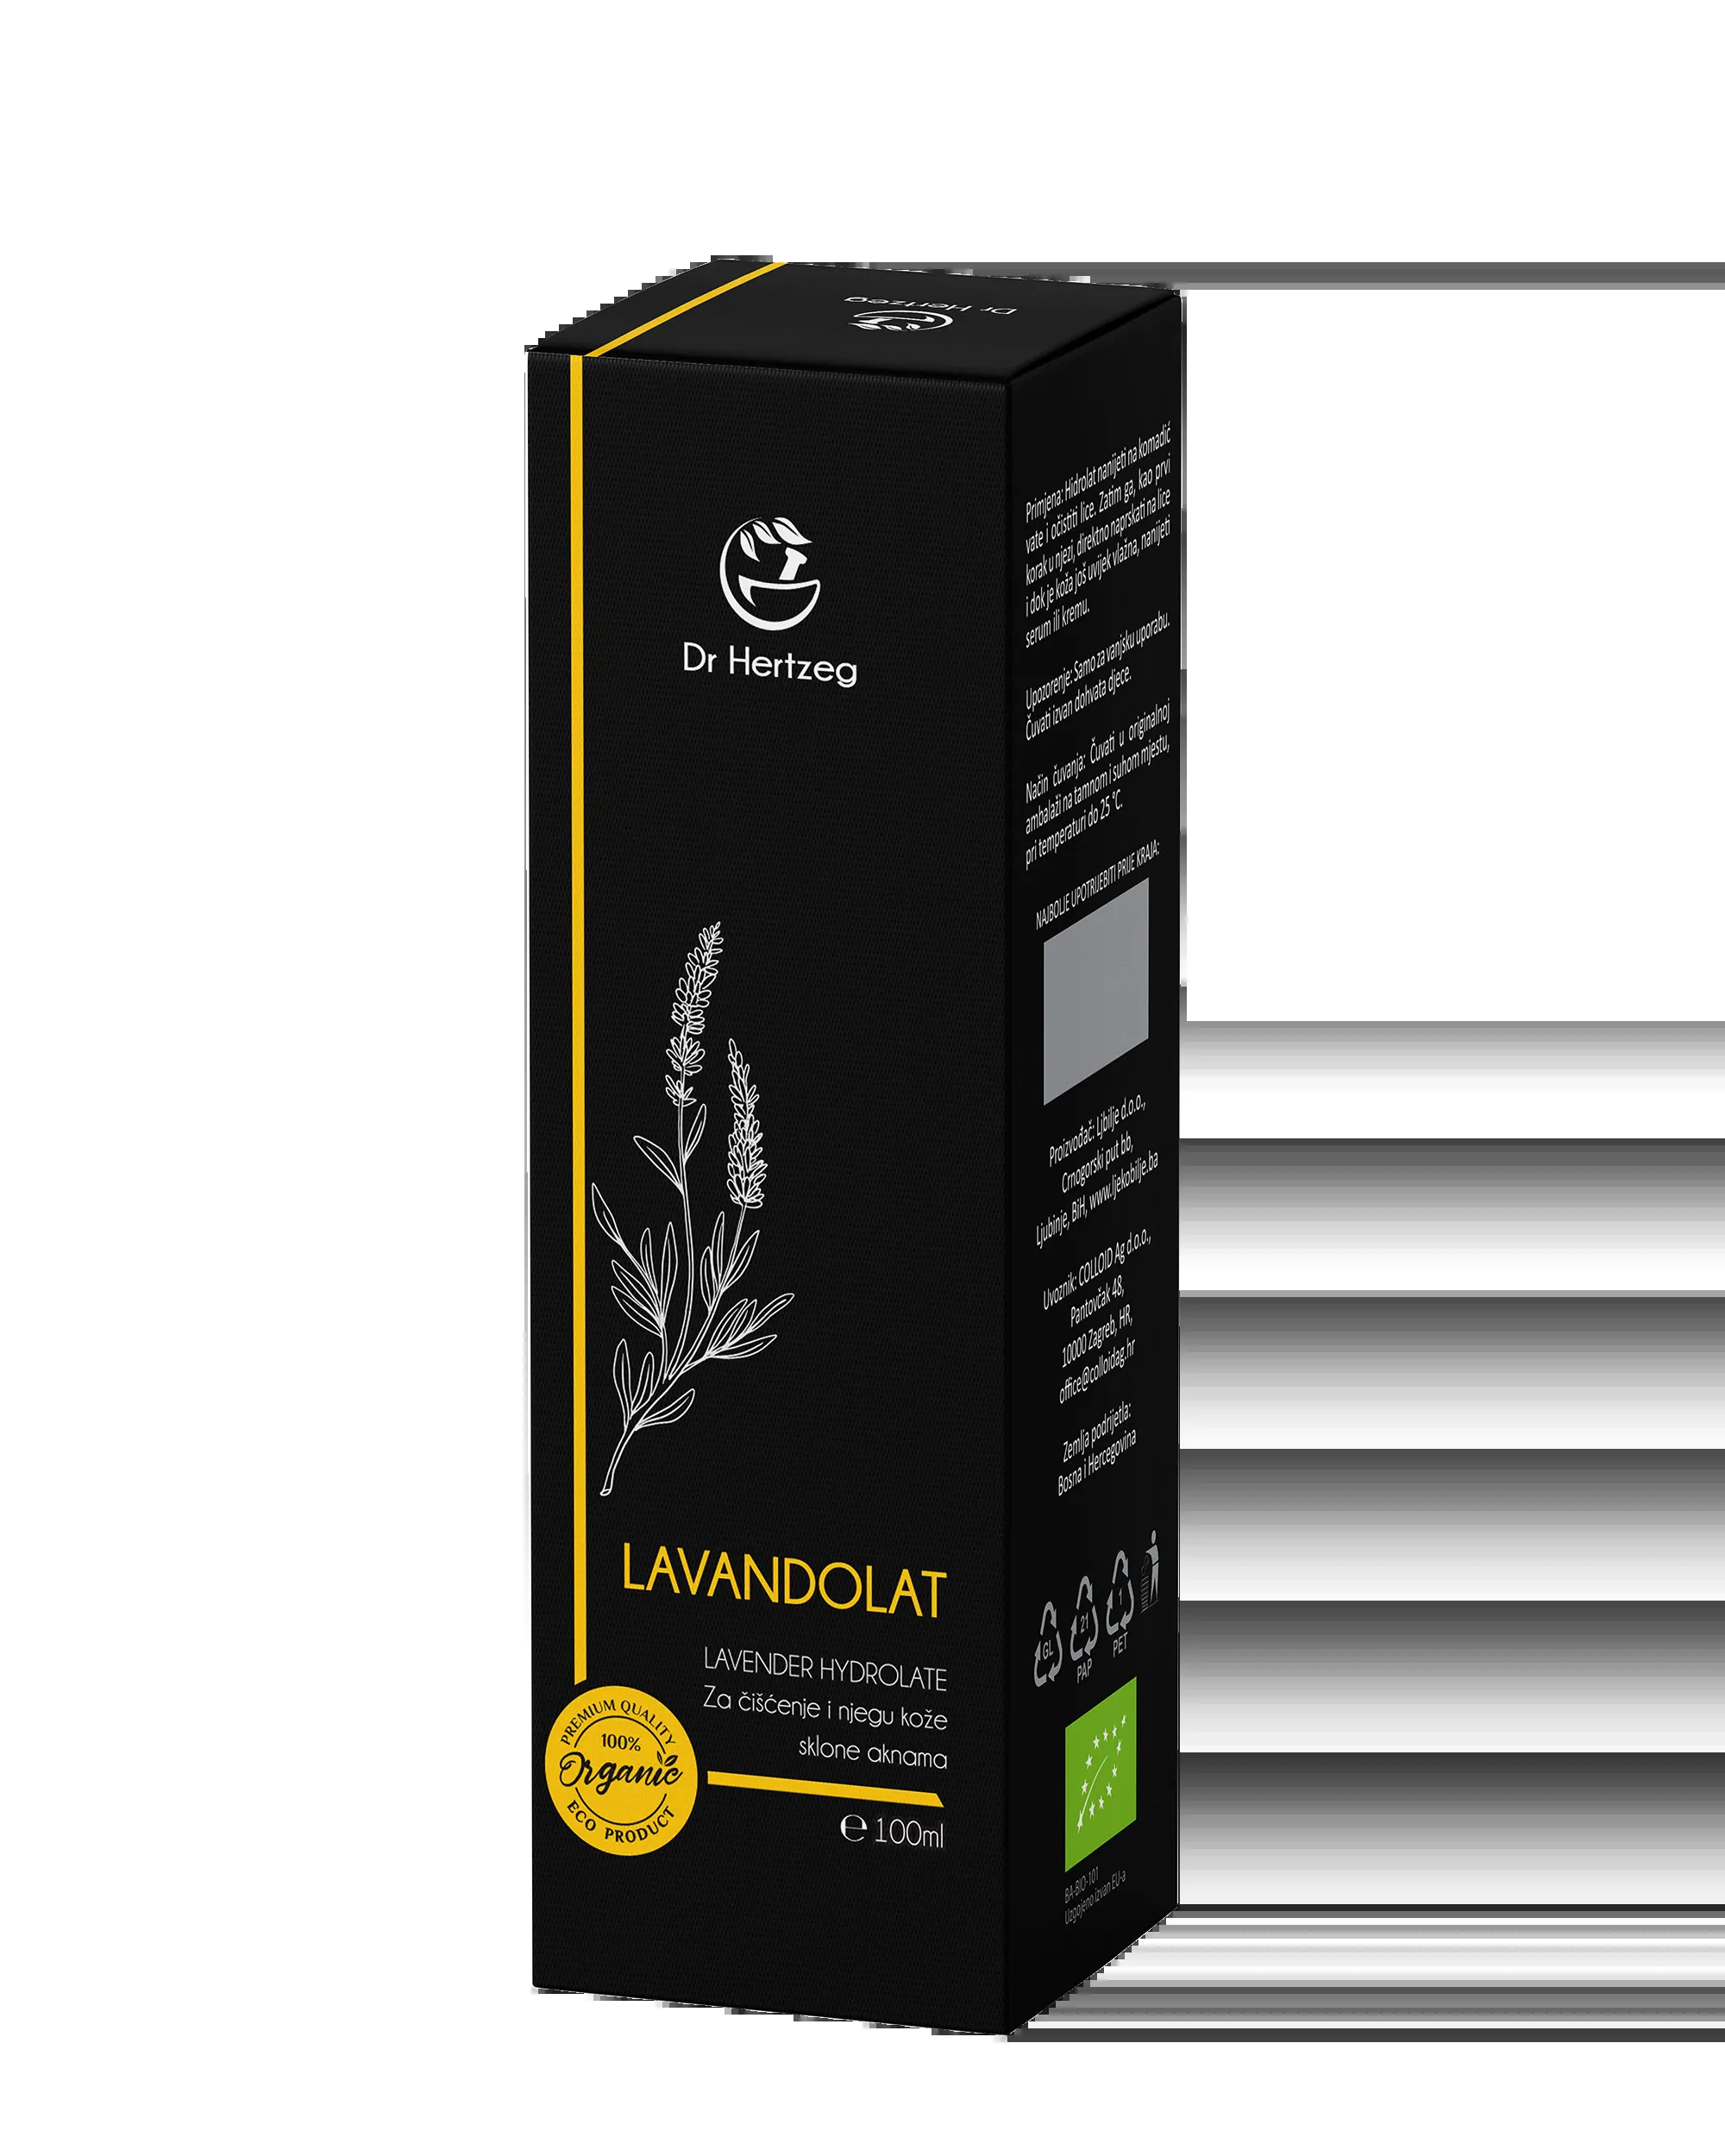 Dr Hertzeg
Dr Hertzeg
LAVANDOLAT
LAVENDER HYDROLATE
Za čišćenje i njegu kože
sklone aknama
PREMIUM QUALITY
100%
Organic
ECO PRODUCT
℮ 100ml
Primjena: Hidrolat nanijeti na komadić
vate i očistiti lice. Zatim ga, kao prvi
korak u njezi, direktno naprskati na lice
i dok je koža još uvijek vlažna, nanijeti
serum ili kremu.
Upozorenje: Samo za vanjsku uporabu.
Čuvati izvan dohvata djece.
Način čuvanja: Čuvati u originalnoj
ambalaži na tamnom i suhom mjestu,
pri temperaturi do 25 °C.
NAJBOLJE UPOTRIJEBITI PRIJE KRAJA:
Proizvođač: Ljbilje d.o.o.,
Crnogorski put bb,
Ljubinje, BiH, www.ljekobilje.ba
Uvoznik: COLLOID Ag d.o.o.,
Pantovčak 48,
10000 Zagreb, HR,
office@colloidag.hr
Zemlja podrijetla:
Bosna i Hercegovina
GL
21
PAP
1
PET
BA-BIO-101
Uzgojeno izvan EU-a